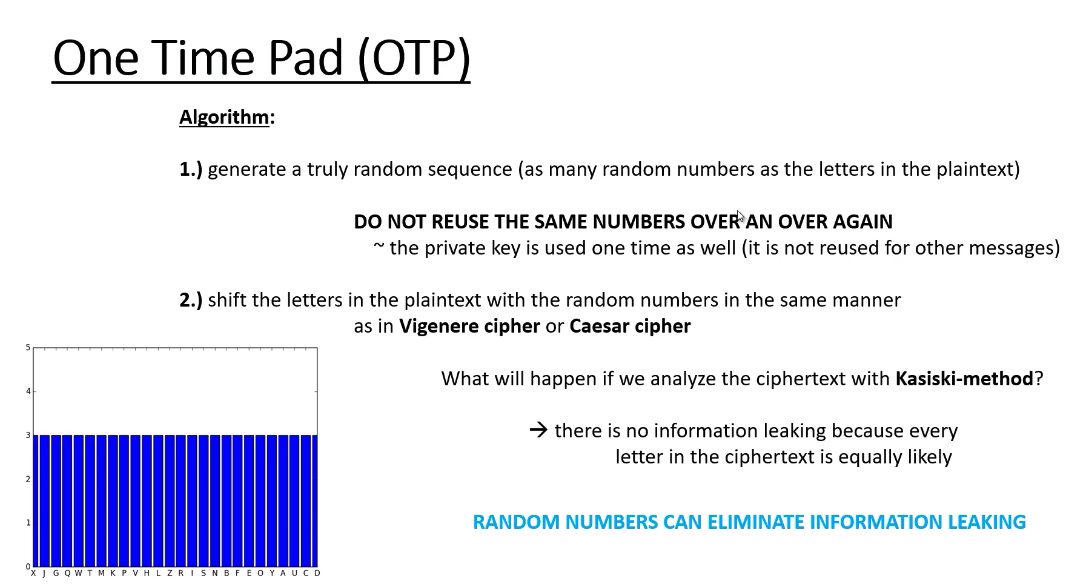 One Time Pad (OTP)
Algorithm:
1.) generate a truly random sequence (as many random numbers as the letters in the plaintext)
DO NOT REUSE THE SAME NUMBERS OVER AN OVER AGAIN
~ the private key is used one time as well (it is not reused for other messages)
2.) shift the letters in the plaintext with the random numbers in the same manner
as in Vigenere cipher or Caesar cipher
What will happen if we analyze the ciphertext with Kasiski-method?
→ there is no information leaking because every
letter in the ciphertext is equally likely
RANDOM NUMBERS CAN ELIMINATE INFORMATION LEAKING
5
4
3
2
1
0
X J G Q W T M K P V H L Z R I S N B F E O Y A U C D